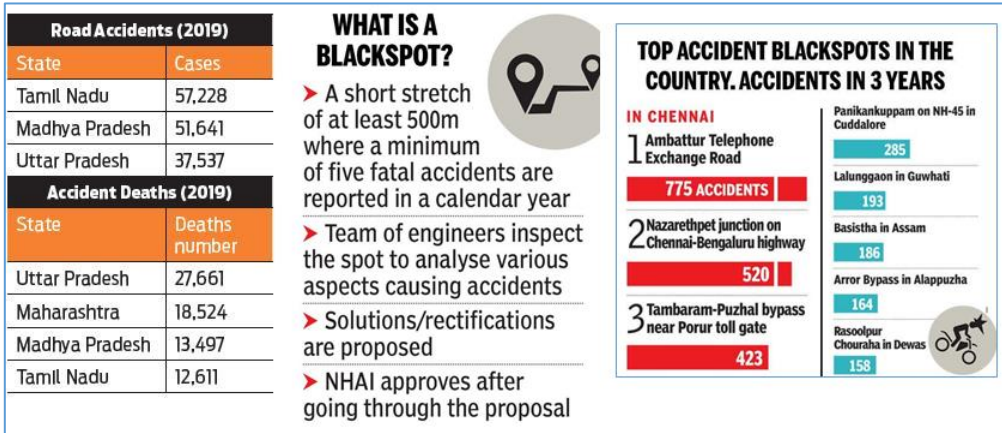 Road Accidents (2019)
State Cases
Tamil Nadu 57,228
Madhya Pradesh 51,641
Uttar Pradesh 37,537
Accident Deaths (2019)
State Deaths
number
Uttar Pradesh 27,661
Maharashtra 18,524
Madhya Pradesh 13,497
Tamil Nadu 12,611
WHAT IS A
BLACKSPOT?
➤ A short stretch
of at least 500m
where a minimum
of five fatal accidents are
reported in a calendar year
➤ Team of engineers inspect
the spot to analyse various
aspects causing accidents
➤ Solutions/rectifications
are proposed
➤ NHAI approves after
going through the proposal
TOP ACCIDENT BLACKSPOTS IN THE
COUNTRY. ACCIDENTS IN 3 YEARS
IN CHENNAI
1 Ambattur Telephone
Exchange Road
775 ACCIDENTS
2 Nazarethpet junction on
Chennai-Bengaluru highway
520
3 Tambaram-Puzhal bypass
near Porur toll gate
423
Panikankuppam on NH-45 in
Cuddalore
285
Lalunggaon in Guwhati
193
Basistha in Assam
186
Arror Bypass in Alappuzha
164
Rasoolpur
Chouraha in Dewas
158